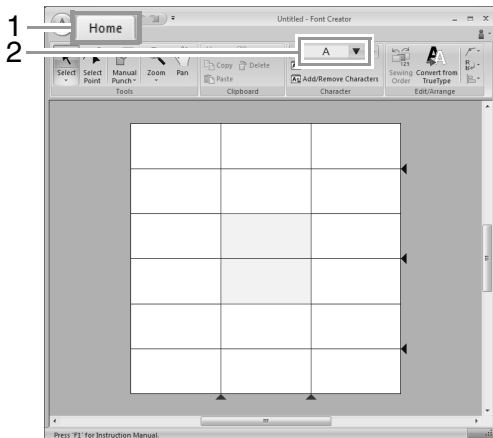 1
Home
Untitled - Font Creator
2
A
Select
Select
Point
Manual
Punch
Zoom
Pan
Copy
Delete
Paste
Add/Remove Characters
123
Sewing
Order
Convert from
TrueType
Tools
Clipboard
Character
Edit/Arrange
Press 'F1' for Instruction Manual.